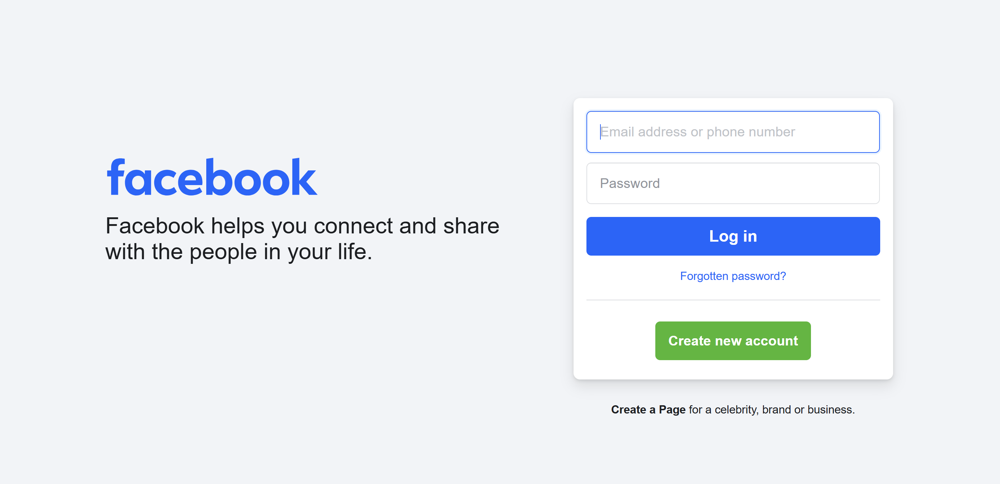 facebook
Facebook helps you connect and share
with the people in your life.
Email address or phone number
Password
Log in
Forgotten password?
Create new account
Create a Page for a celebrity, brand or business.